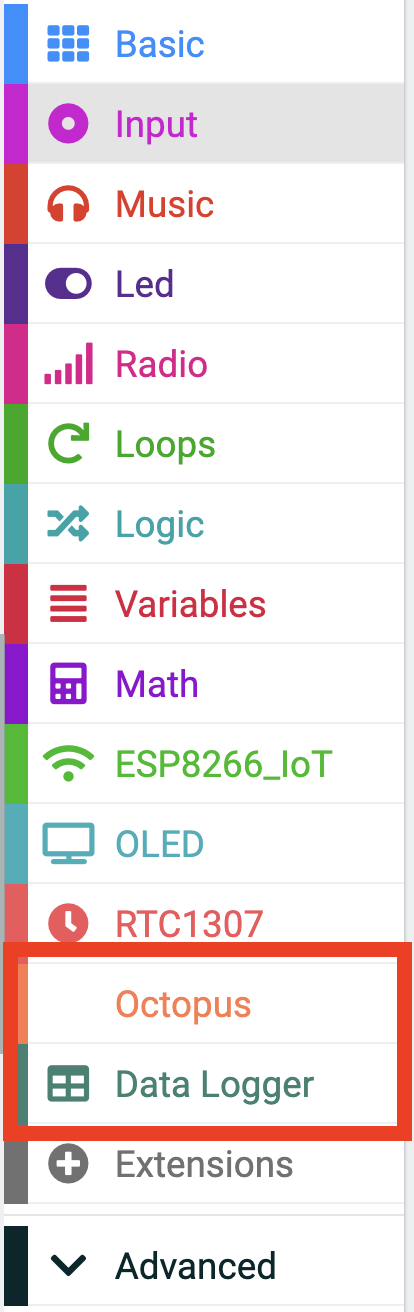 Basic
Input
Music
Led
Radio
Loops
Logic
Variables
Math
ESP8266_IoT
OLED
RTC1307
Octopus
Data Logger
Extensions
Advanced